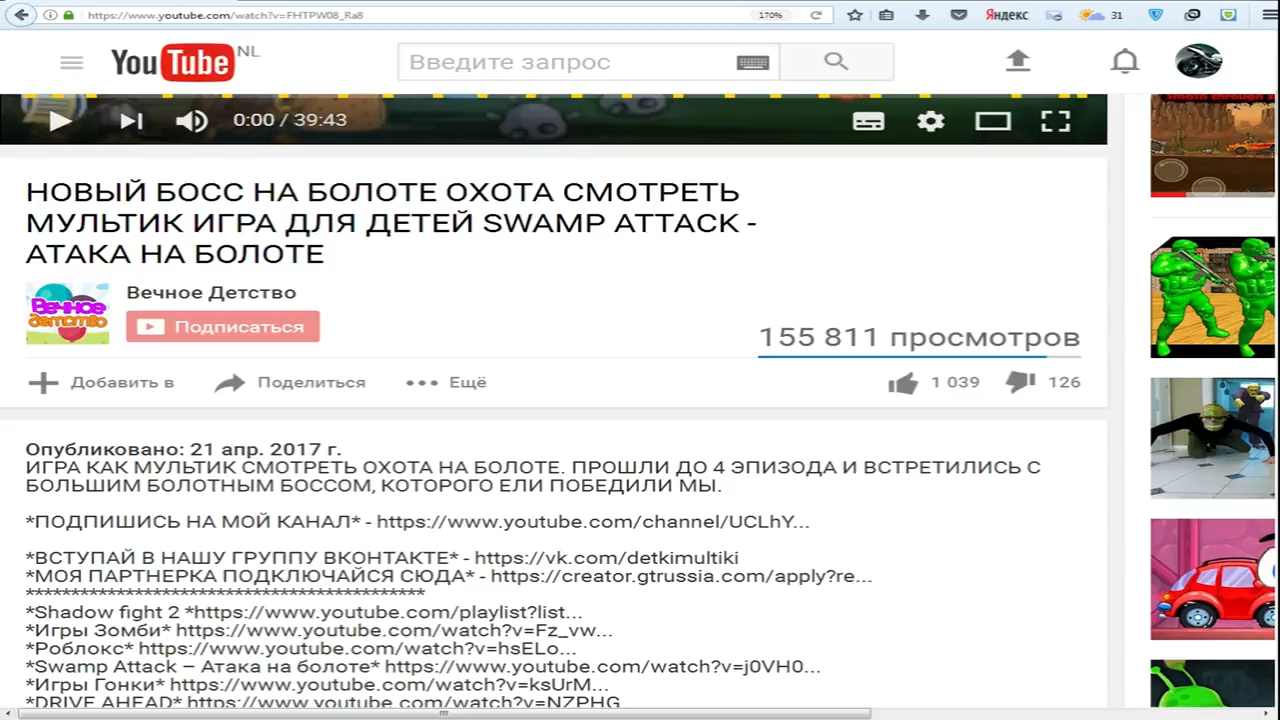 https://www.youtube.com/watch?v=FHTPW08_Ra8
170%
Яндекс
31
YouTube NL
Введите запрос
0:00 / 39:43
НОВЫЙ БОСС НА БОЛОТЕ ОХОТА СМОТРЕТЬ
МУЛЬТИК ИГРА ДЛЯ ДЕТЕЙ SWAMP ATTACK -
АТАКА НА БОЛОТЕ
Вечное детство
Вечное Детство
Подписаться
155 811 просмотров
Добавить в
Поделиться
Ещё
1 039
126
Опубликовано: 21 апр. 2017 г.
ИГРА КАК МУЛЬТИК СМОТРЕТЬ ОХОТА НА БОЛОТЕ. ПРОШЛИ ДО 4 ЭПИЗОДА И ВСТРЕТИЛИСЬ С
БОЛЬШИМ БОЛОТНЫМ БОССОМ, КОТОРОГО ЕЛИ ПОБЕДИЛИ МЫ.
*ПОДПИШИСЬ НА МОЙ КАНАЛ* - https://www.youtube.com/channel/UCLhY...
*ВСТУПАЙ В НАШУ ГРУППУ ВКОНТАКТЕ* - https://vk.com/detkimultiki
*МОЯ ПАРТНЕРКА ПОДКЛЮЧАЙСЯ СЮДА* - https://creator.gtrussia.com/apply?re...
******************************************
*Shadow fight 2 *https://www.youtube.com/playlist?list...
*Игры Зомби* https://www.youtube.com/watch?v=Fz_vw...
*Роблокс* https://www.youtube.com/watch?v=hsELo...
*Swamp Attack – Атака на болоте* https://www.youtube.com/watch?v=j0VH0...
*Игры Гонки* https://www.youtube.com/watch?v=ksUrM...
*DRIVE AHEAD* https://www.youtube.com/watch?v=NZPHG